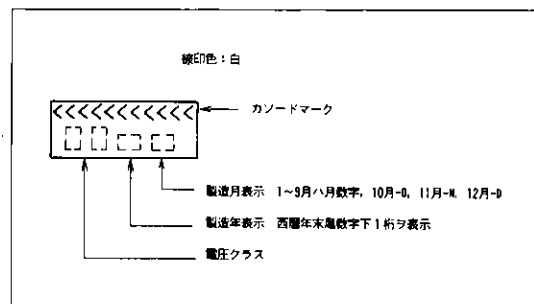 捺印色:白
<<<<<<<<<<<
カソードマーク
製造月表示 1~9月ハ月数字, 10月-O, 11月-N, 12月-D
製造年表示 西暦年末尾数字下1桁ヲ表示
電圧クラス